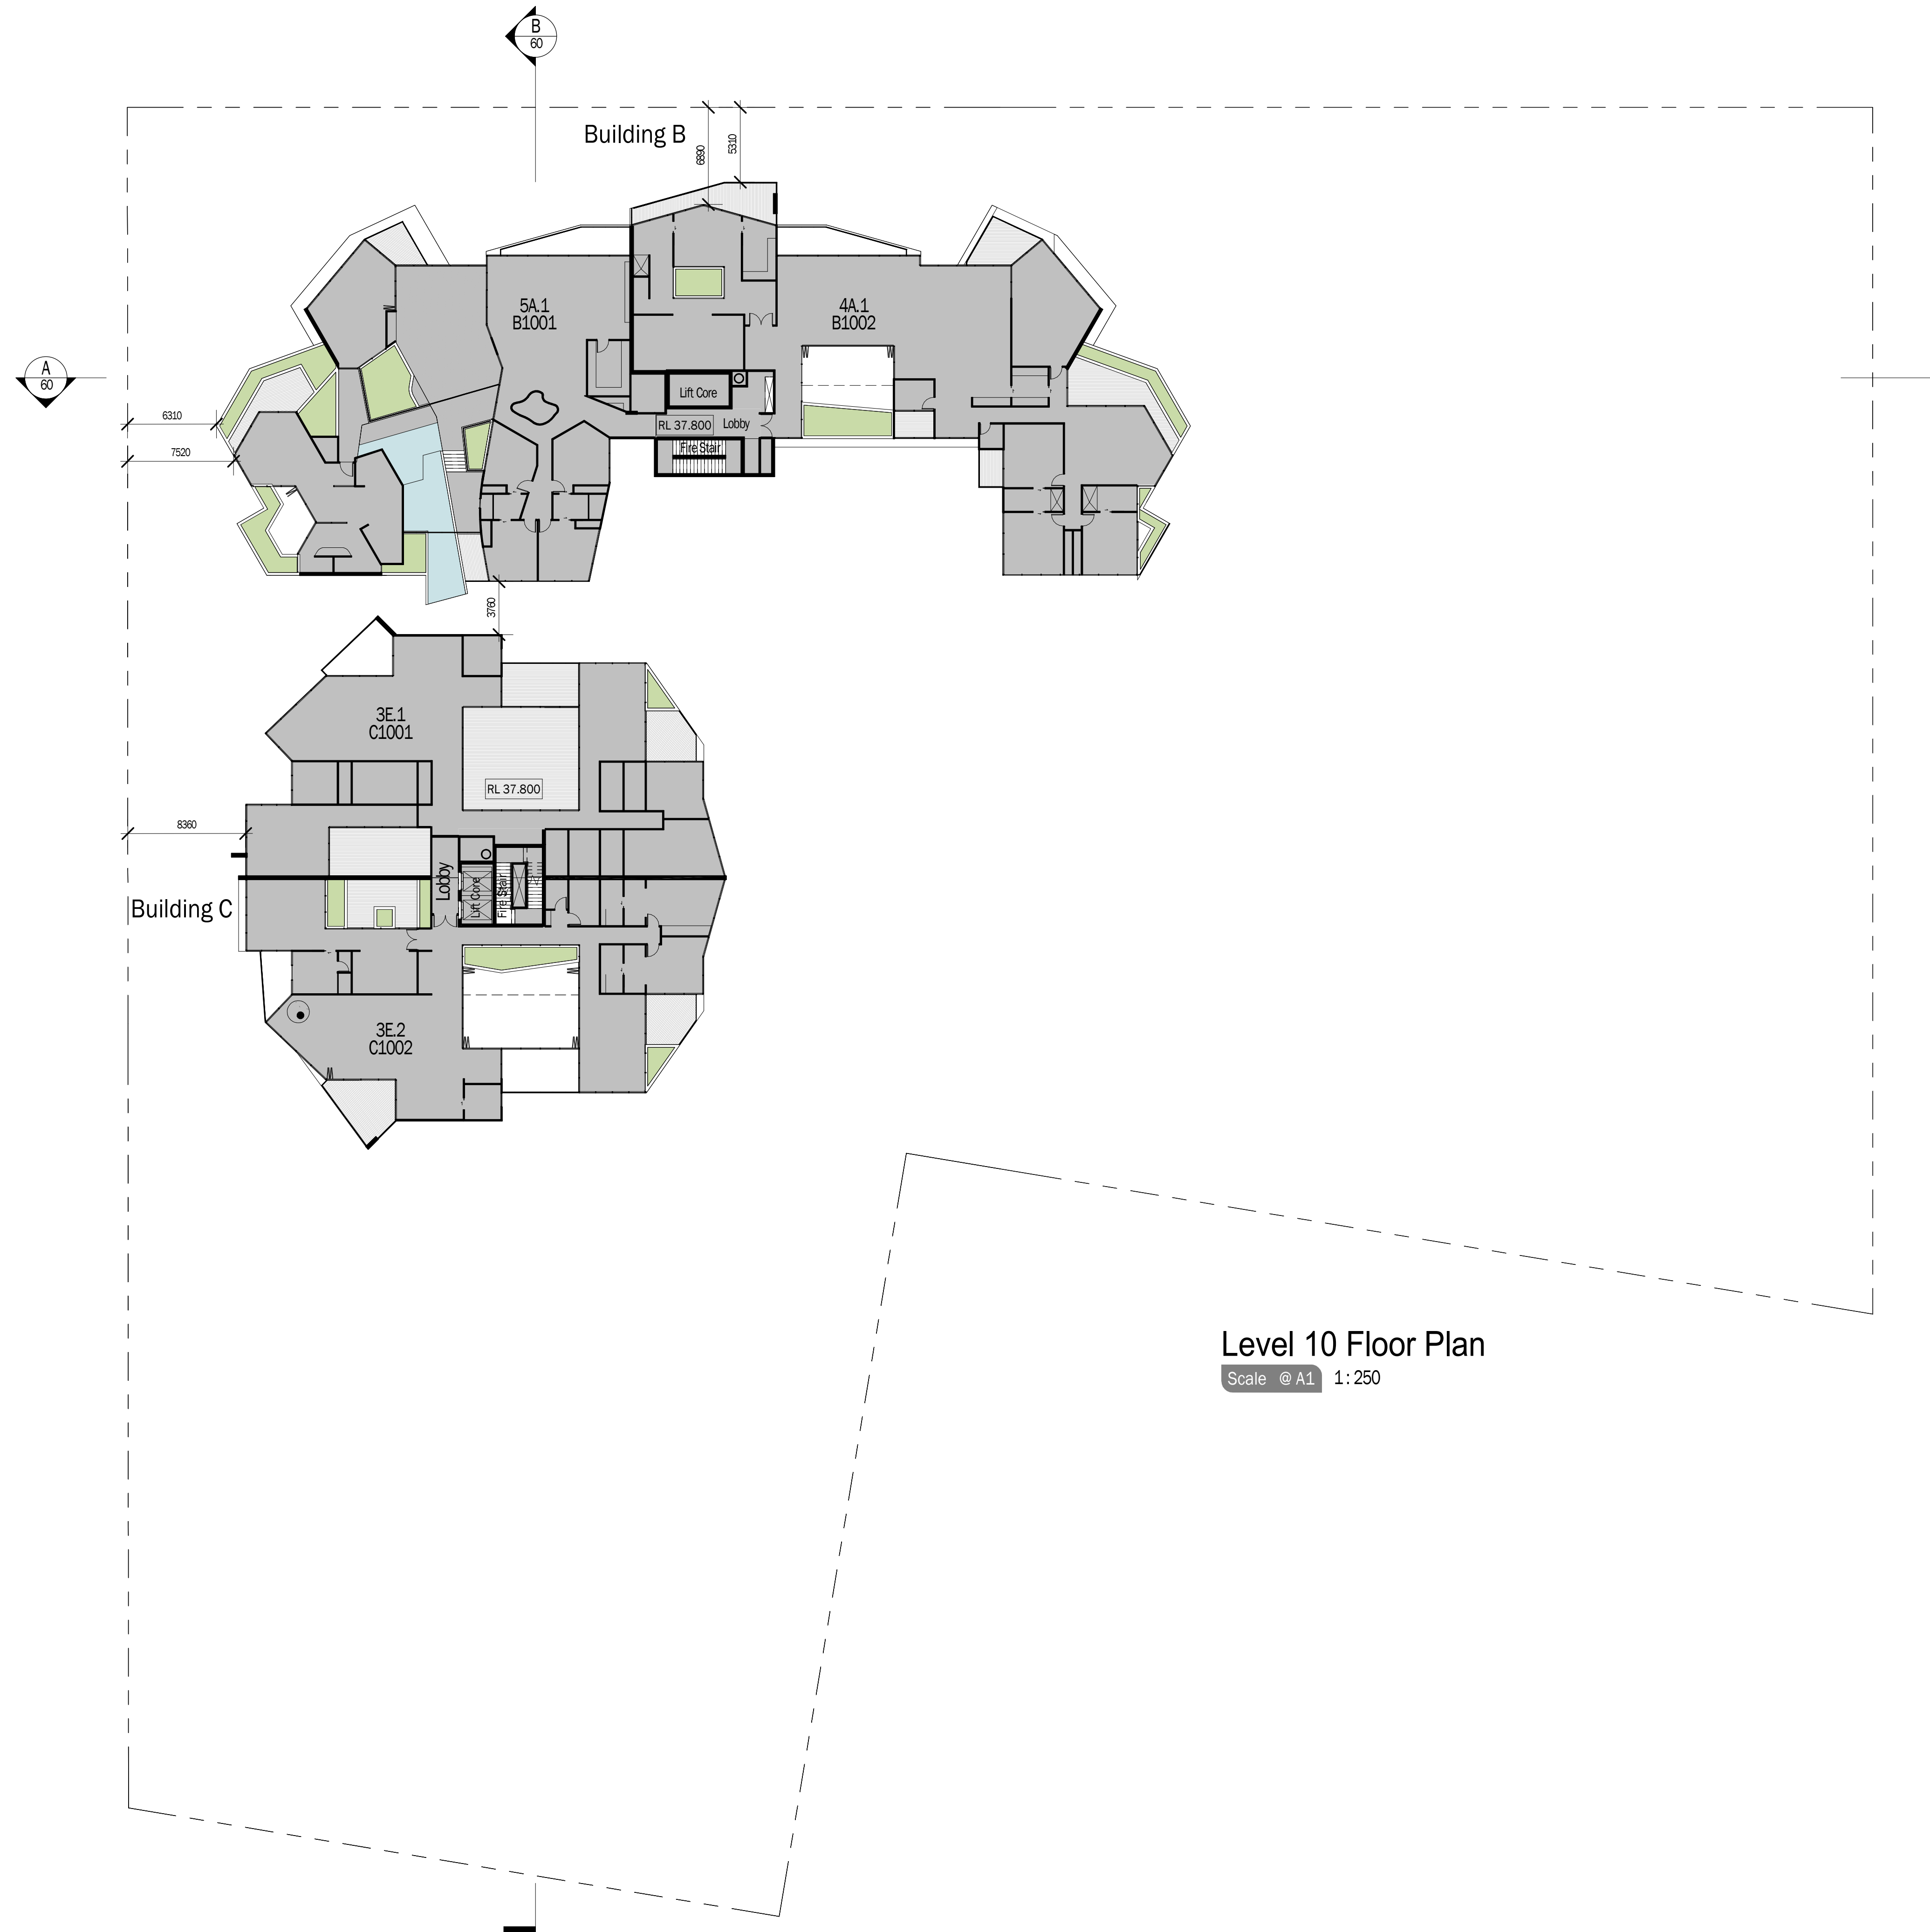 B
60
Building B
6890
5310
5A.1
B1001
4A.1
B1002
A
60
Lift Core
6310
RL 37.800
Lobby
Fire Stair
7520
3760
3E.1
C1001
RL 37.800
8360
Lobby
Lift Core
Fire Stair
Building C
3E.2
C1002
Level 10 Floor Plan
Scale @ A1 1 : 250